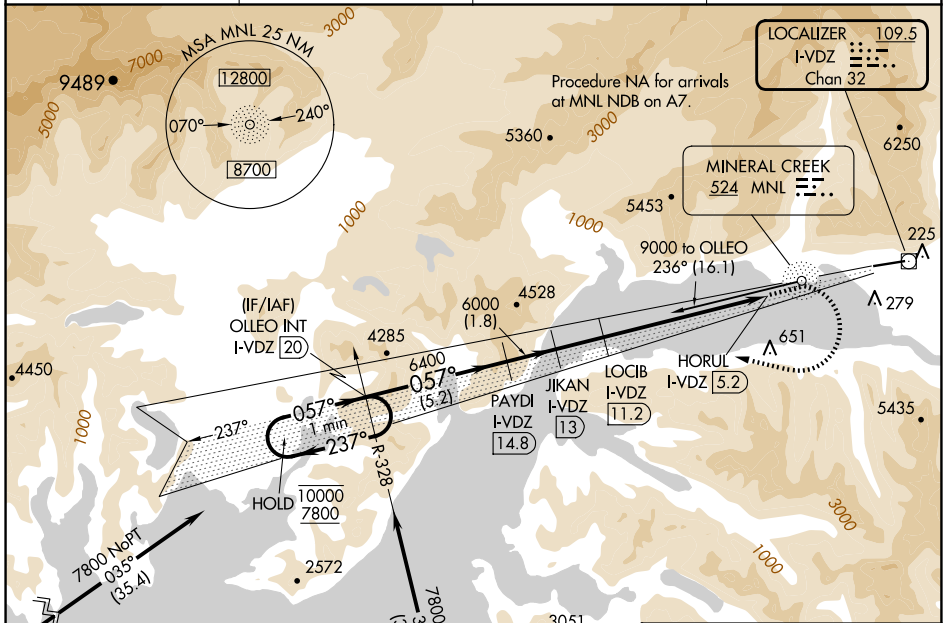 MSA MNL 25 NM
12800
070°
240°
8700
9489
7000
5000
3000
Procedure NA for arrivals
at MNL NDB on A7.
LOCALIZER 109.5
I-VDZ
Chan 32
5360
3000
6250
MINERAL CREEK
524 MNL
5453
1000
1000
225
9000 to OLLEO
236° (16.1)
279
(IF/IAF)
OLLEO INT
I-VDZ 20
4285
6000
(1.8)
4528
651
4450
6400
057°
(5.2)
PAYDI
I-VDZ
14.8
JIKAN
I-VDZ
13
LOCIB
I-VDZ
11.2
HORUL
I-VDZ 5.2
5435
1000
237°
057°
1 min
237°
R-328
HOLD
10000
7800
7800 NoPT
035°
(35.4)
2572
7800
3
3051
3000
1000